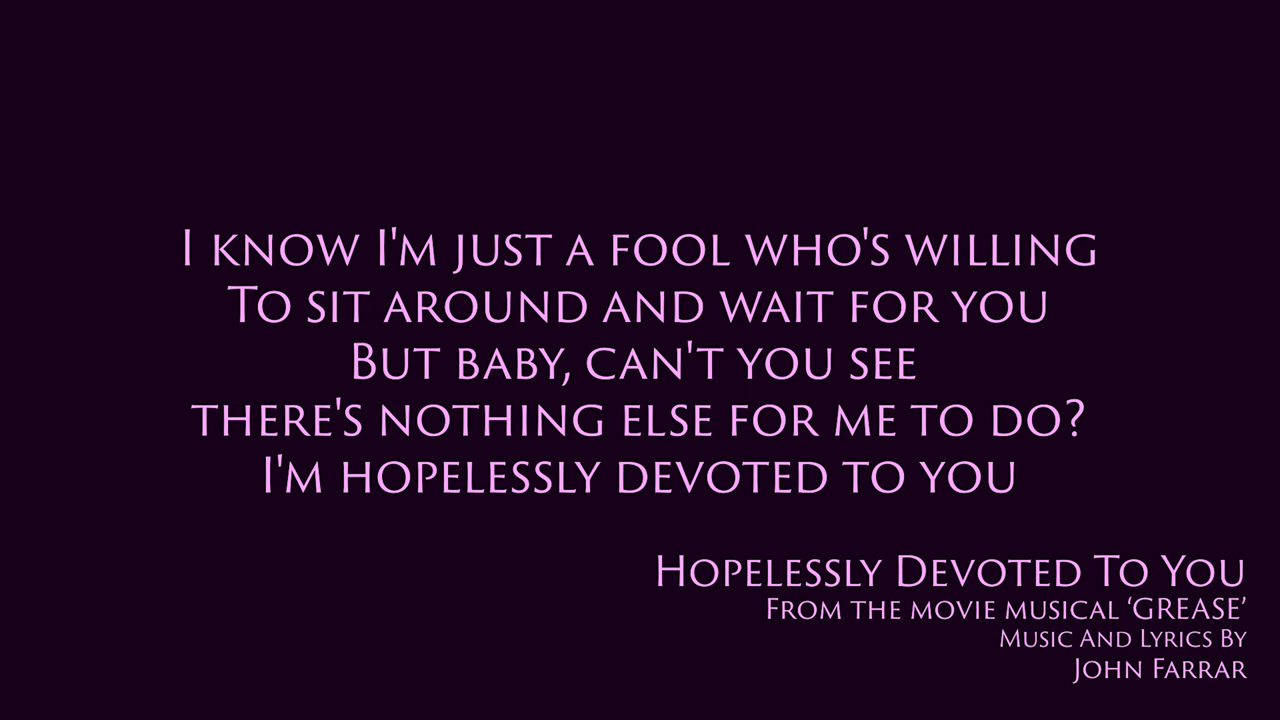 I KNOW I'M JUST A FOOL WHO'S WILLING
TO SIT AROUND AND WAIT FOR YOU
BUT BABY, CAN'T YOU SEE
THERE'S NOTHING ELSE FOR ME TO DO?
I'M HOPELESSLY DEVOTED TO YOU
HOPELESSLY DEVOTED TO YOU
FROM THE MOVIE MUSICAL ‘GREASE’
MUSIC AND LYRICS BY
JOHN FARRAR